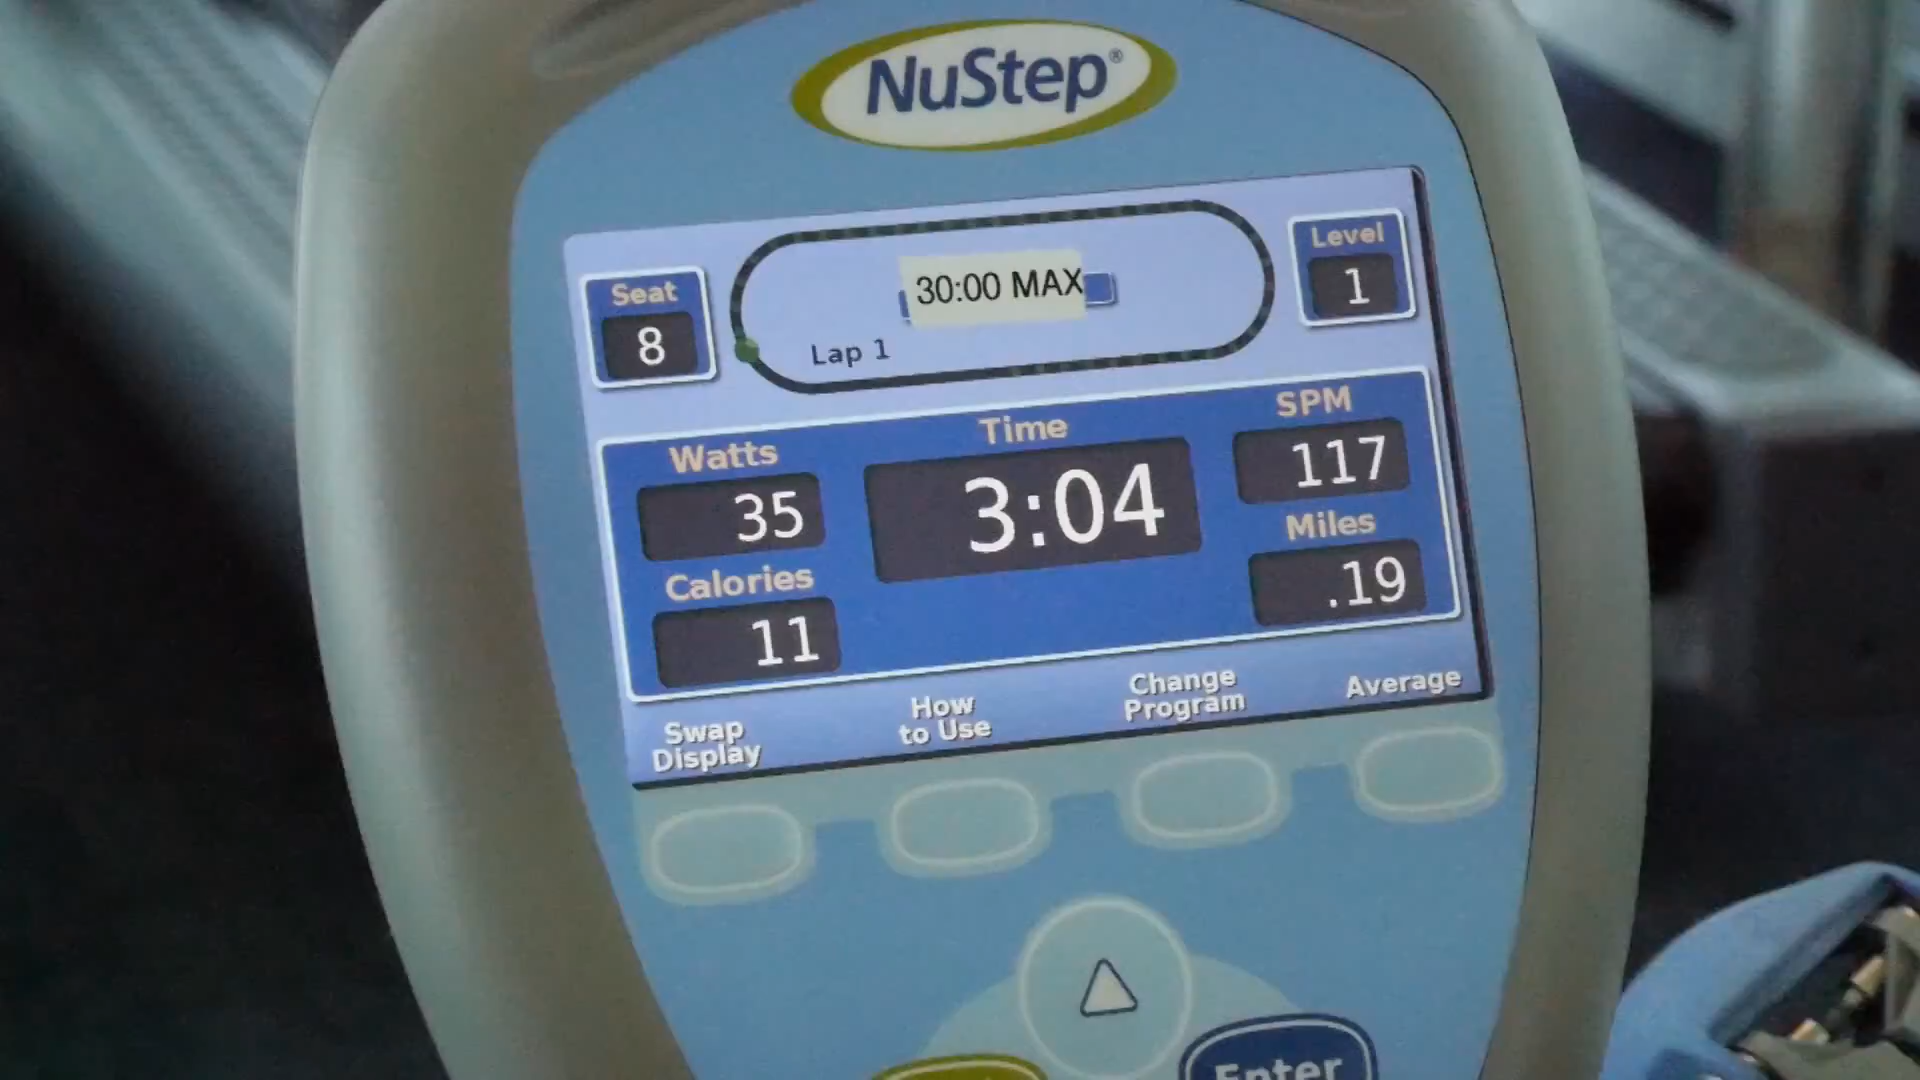 NuStep®
Seat
8
30:00 MAX
Lap 1
Level
1
Watts
35
Time
3:04
SPM
117
Calories
11
Miles
.19
Swap
Display
How
to Use
Change
Program
Average
Enter